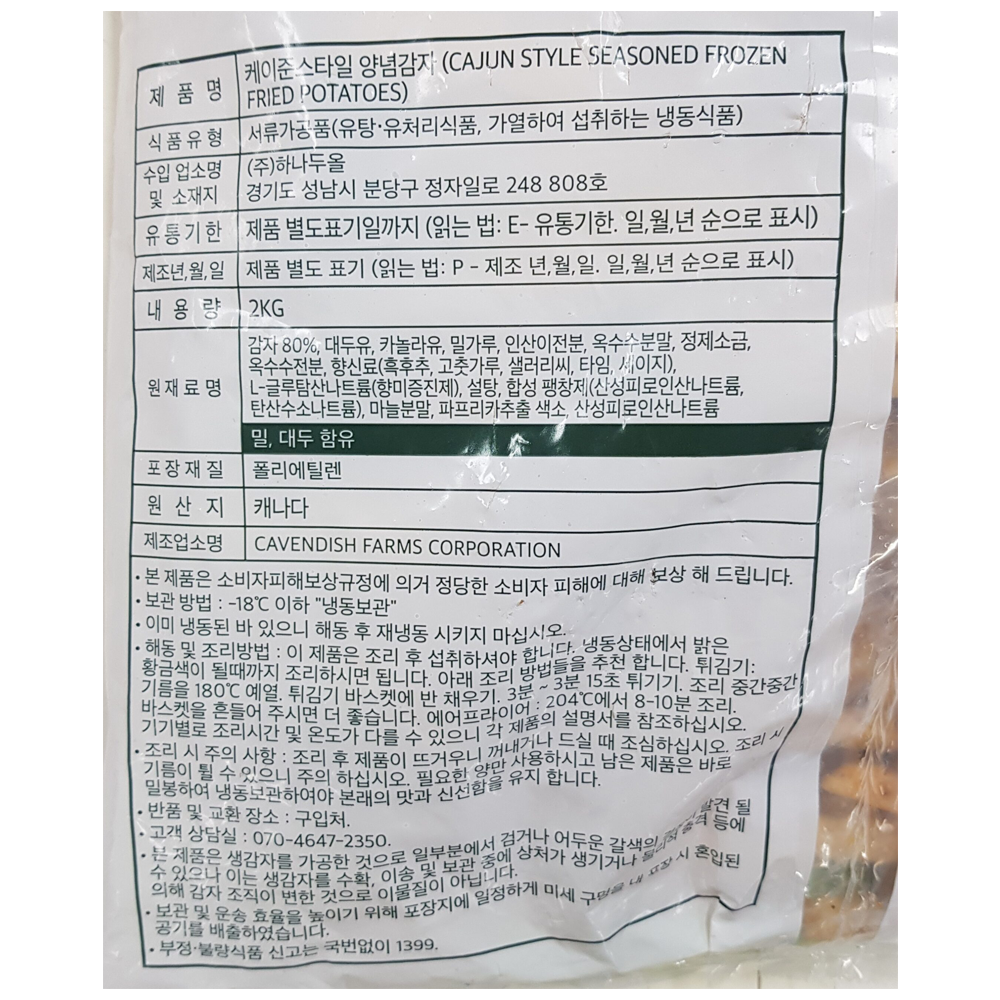 제 품 명 케이준스타일 양념감자 (CAJUN STYLE SEASONED FROZEN
FRIED POTATOES)
식품유형 서류가공품(유탕·유처리식품, 가열하여 섭취하는 냉동식품)
수입 업소명 (주)하나두올
및 소재지 경기도 성남시 분당구 정자일로 248 808호
유통기한 제품 별도표기일까지 (읽는 법: E- 유통기한. 일,월,년 순으로 표시)
제조년,월,일 제품 별도 표기 (읽는 법: P - 제조 년,월,일. 일,월,년 순으로 표시)
내 용 량 2KG
원재료명 감자 80%, 대두유, 카놀라유, 밀가루, 인산이전분, 옥수수분말, 정제소금,
옥수수전분, 향신료(흑후추, 고춧가루, 샐러리씨, 타임, 세이지),
L-글루탐산나트륨(향미증진제), 설탕, 합성 팽창제(산성피로인산나트륨,
탄산수소나트륨), 마늘분말, 파프리카추출 색소, 산성피로인산나트륨
밀, 대두 함유
포장재질 폴리에틸렌
원 산 지 캐나다
제조업소명 CAVENDISH FARMS CORPORATION
· 본 제품은 소비자피해보상규정에 의거 정당한 소비자 피해에 대해 보상 해 드립니다.
· 보관 방법 : -18℃ 이하 "냉동보관"
· 이미 냉동된 바 있으니 해동 후 재냉동 시키지 마십시오.
· 해동 및 조리방법 : 이 제품은 조리 후 섭취하셔야 합니다. 냉동상태에서 밝은
황금색이 될때까지 조리하시면 됩니다. 아래 조리 방법들을 추천 합니다. 튀김기:
기름을 180℃ 예열. 튀김기 바스켓에 반 채우기. 3분 ~ 3분 15초 튀기기. 조리 중간중간
바스켓을 흔들어 주시면 더 좋습니다. 에어프라이어 : 204℃에서 8-10분 조리.
기기별로 조리시간 및 온도가 다를 수 있으니 각 제품의 설명서를 참조하십시오.
· 조리 시 주의 사항 : 조리 후 제품이 뜨거우니 꺼내거나 드실 때 조심하십시오. 조리 시
기름이 튈 수 있으니 주의 하십시오. 필요한 양만 사용하시고 남은 제품은 바로
밀봉하여 냉동보관하여야 본래의 맛과 신선함을 유지 합니다.
· 반품 및 교환 장소 : 구입처.
· 고객 상담실 : 070-4647-2350.
· 본 제품은 생감자를 가공한 것으로 일부분에서 검거나 어두운 갈색의 발견 될
수 있으나 이는 생감자를 수확, 이송 및 보관 중에 상처가 생기거나 충격 등에
의해 감자 조직이 변한 것으로 이물질이 아닙니다.
· 보관 및 운송 효율을 높이기 위해 포장지에 일정하게 미세 구멍을 내 포장 시 혼입된
공기를 배출하였습니다.
· 부정·불량식품 신고는 국번없이 1399.